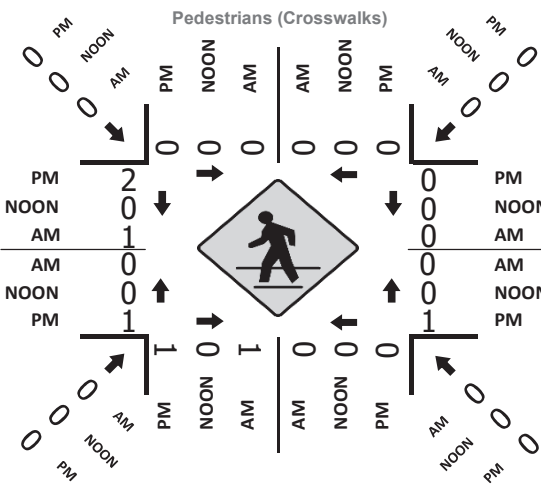 Pedestrians (Crosswalks)
PM NOON AM
0 0 0
PM NOON AM AM NOON PM
0 0 0 0 0 0
PM NOON AM
0 0 0
PM 2 0 PM
NOON 0 0 NOON
AM 1 0 AM
AM 0 0 AM
NOON 0 0 NOON
PM 1 1 PM
1 0 1 0 0 0
PM NOON AM AM NOON PM
0 0 0
AM NOON PM
0 0 0
AM NOON PM